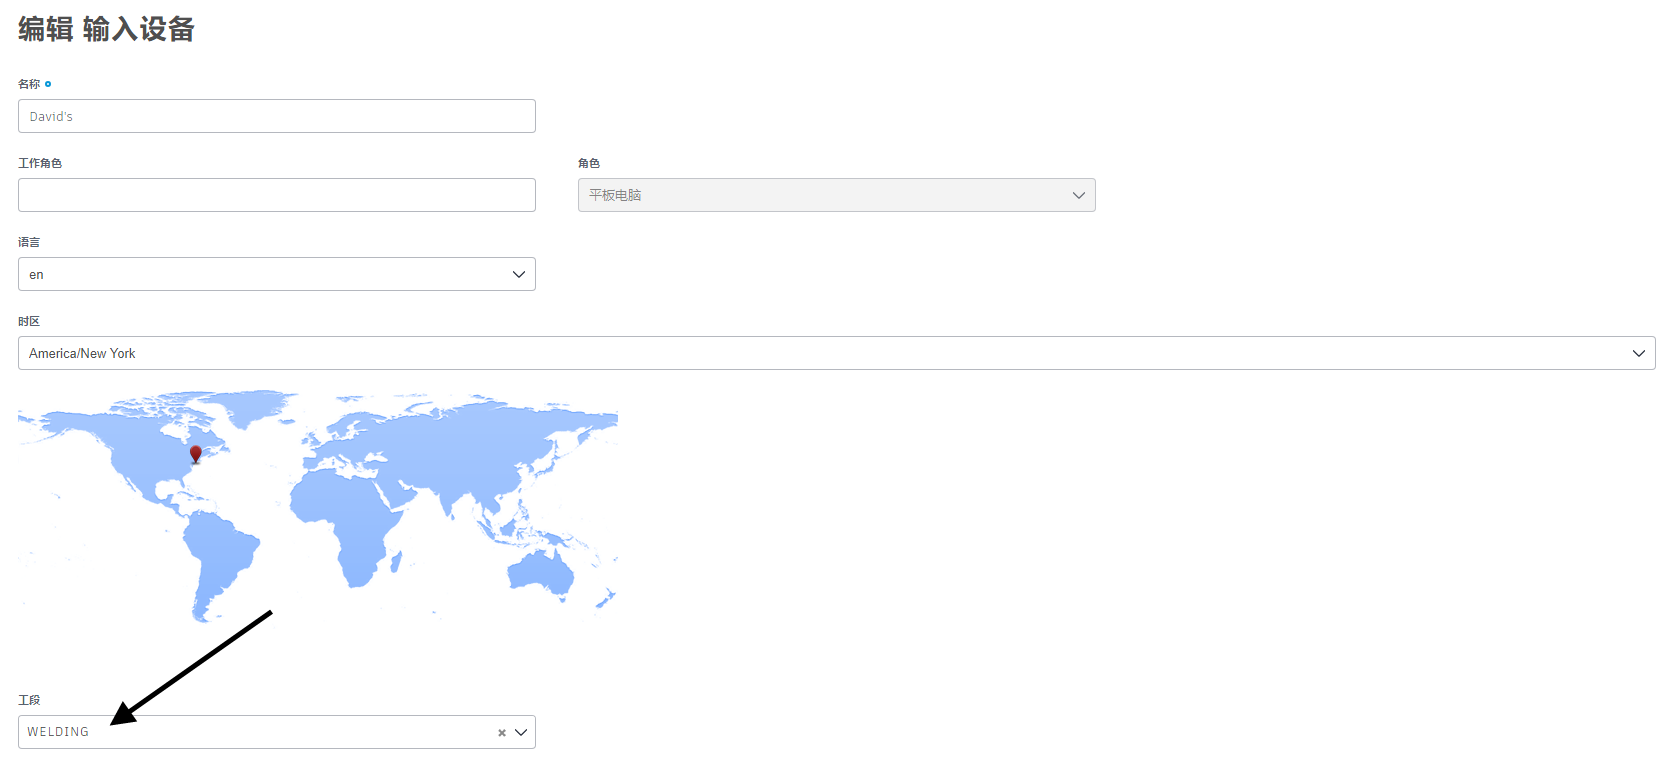 编辑 输入设备
名称
David's
工作角色
角色
平板电脑
语言
en
时区
America/New York
工段
WELDING